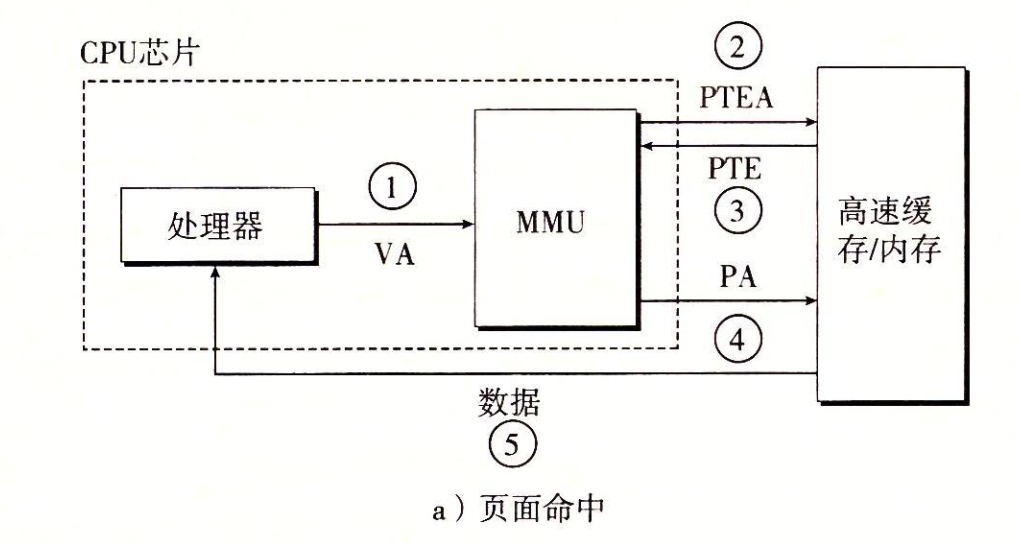 CPU芯片
②
PTEA
PTE
③
①
处理器
VA
MMU
高速缓
存/内存
PA
④
数据
⑤
a）页面命中